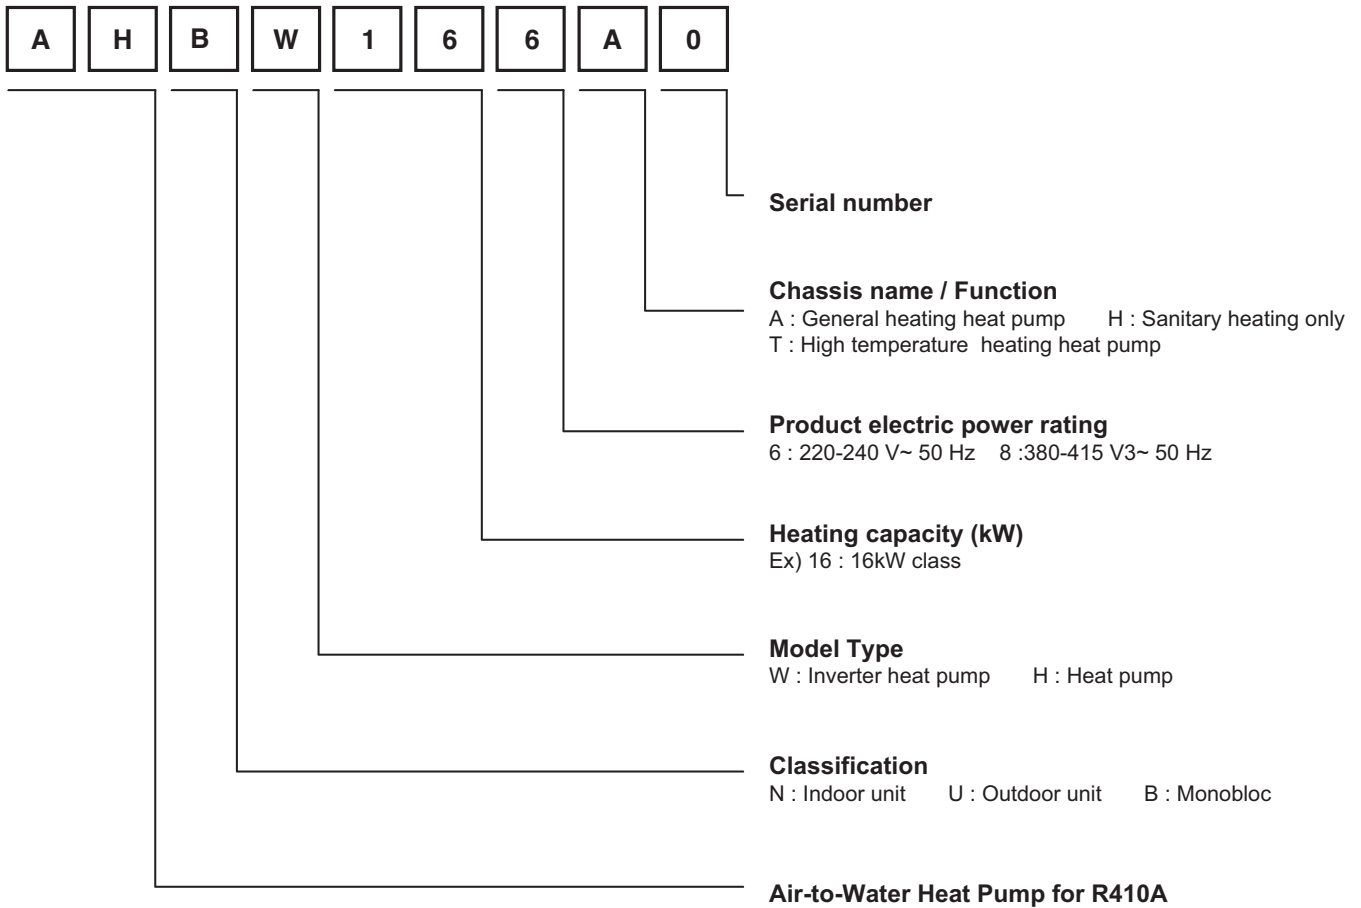 A H B W 1 6 6 A 0
Serial number
Chassis name / Function
A : General heating heat pump H : Sanitary heating only
T : High temperature heating heat pump
Product electric power rating
6 : 220-240 V~ 50 Hz 8 :380-415 V3~ 50 Hz
Heating capacity (kW)
Ex) 16 : 16kW class
Model Type
W : Inverter heat pump H : Heat pump
Classification
N : Indoor unit U : Outdoor unit B : Monobloc
Air-to-Water Heat Pump for R410A